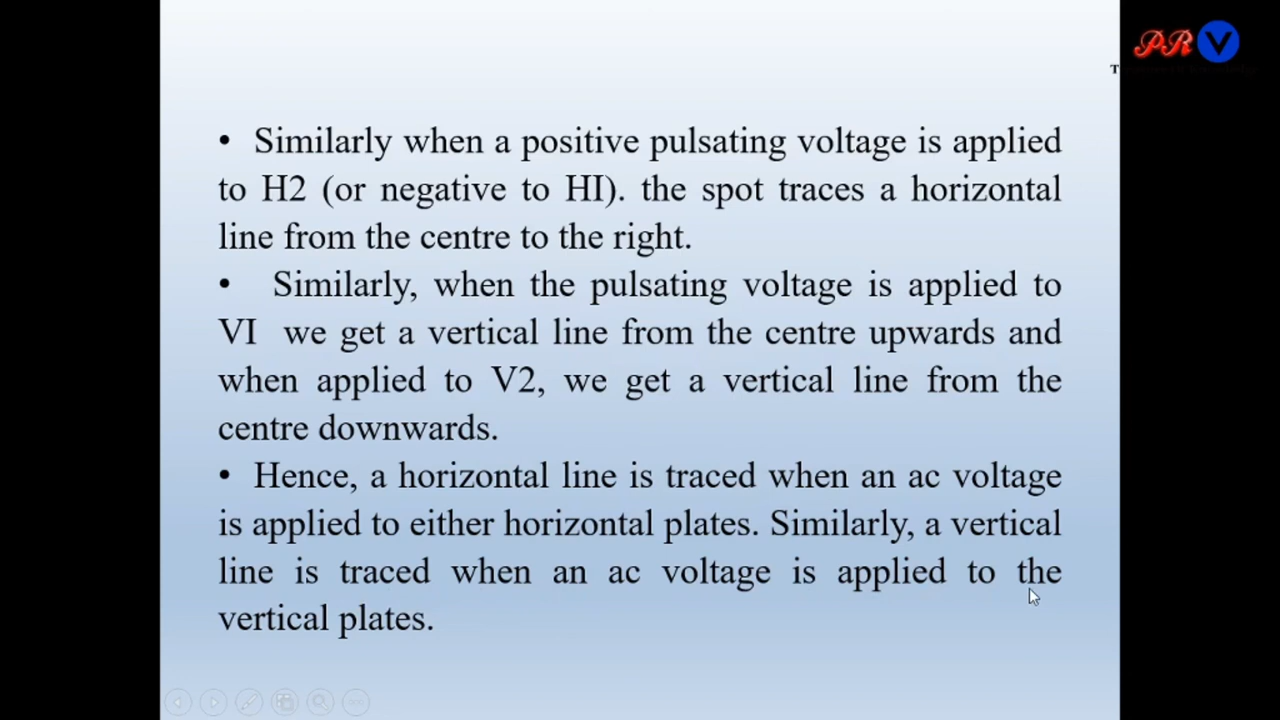 PR V
• Similarly when a positive pulsating voltage is applied
to H2 (or negative to HI). the spot traces a horizontal
line from the centre to the right.
• Similarly, when the pulsating voltage is applied to
VI we get a vertical line from the centre upwards and
when applied to V2, we get a vertical line from the
centre downwards.
• Hence, a horizontal line is traced when an ac voltage
is applied to either horizontal plates. Similarly, a vertical
line is traced when an ac voltage is applied to the
vertical plates.